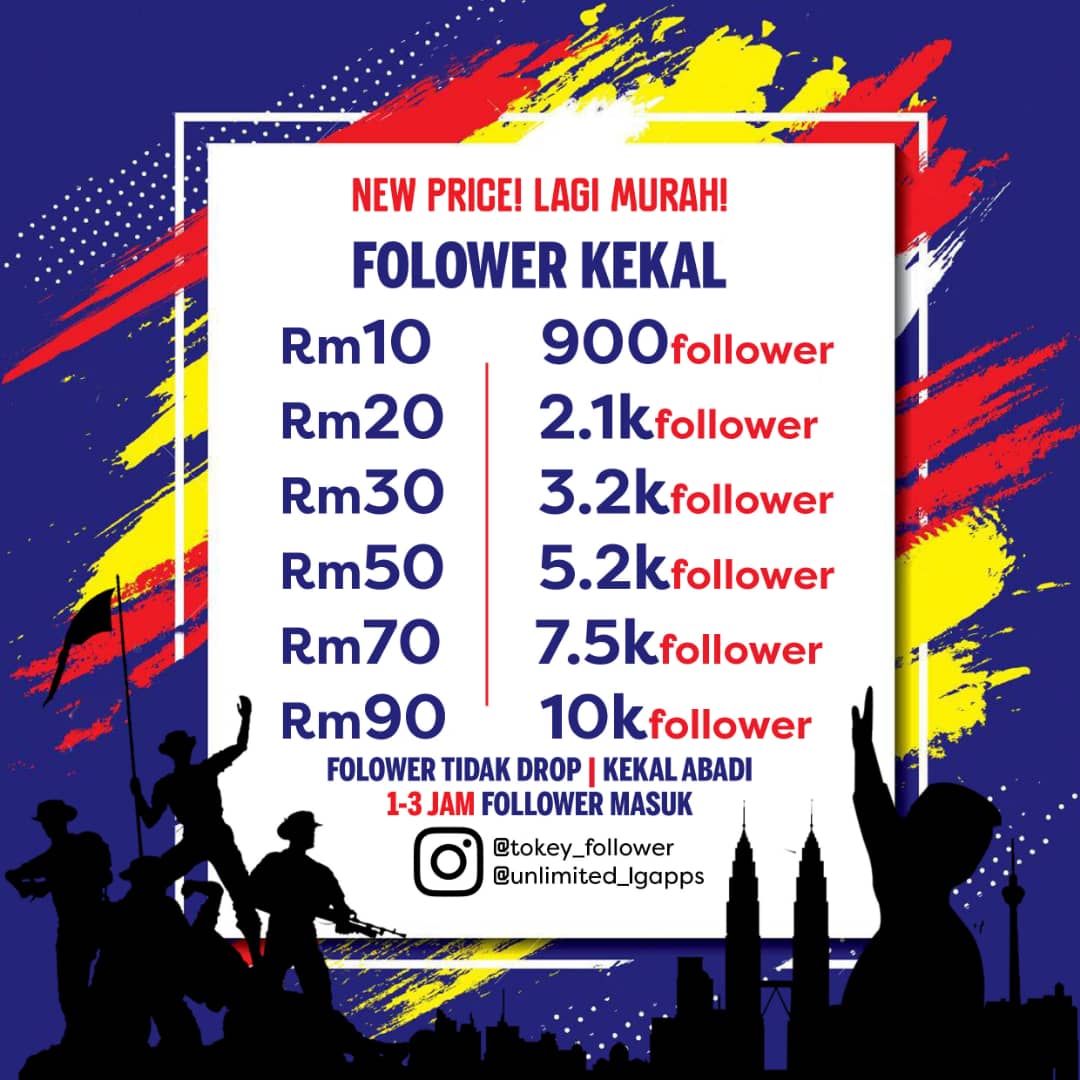 NEW PRICE! LAGI MURAH!
FOLOWER KEKAL
Rm10 900follower
Rm20 2.1kfollower
Rm30 3.2kfollower
Rm50 5.2kfollower
Rm70 7.5kfollower
Rm90 10kfollower
FOLOWER TIDAK DROP | KEKAL ABADI
1-3 JAM FOLLOWER MASUK
@tokey_follower
@unlimited_lgapps